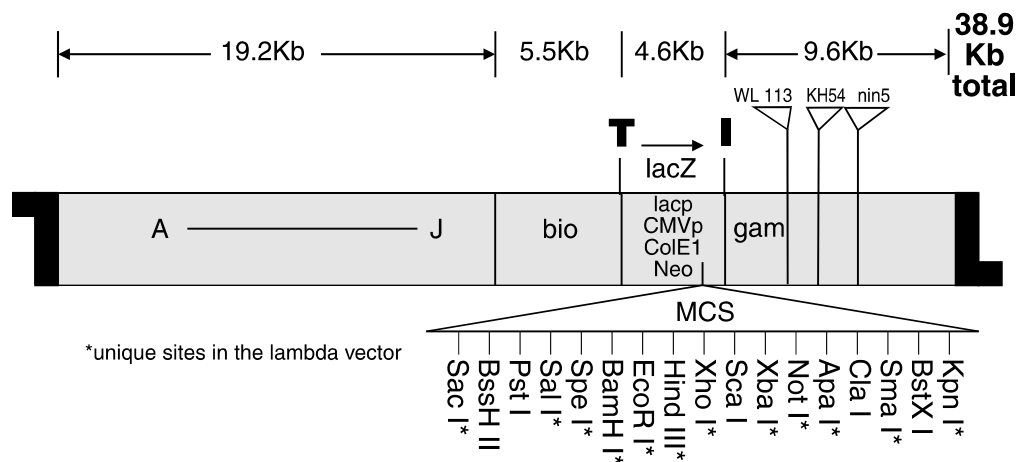 19.2Kb 5.5Kb 4.6Kb 9.6Kb
38.9
Kb
total
WL 113 KH54 nin5
T I
lacZ
A J bio gam
lacp
CMVp
ColE1
Neo
MCS
*unique sites in the lambda vector
Sac I*
BssH II
Pst I
Sal I*
Spe I*
BamH I*
EcoR I*
Hind III*
Xho I*
Sca I
Xba I*
Not I*
Apa I*
Cla I
Sma I*
BstX I
Kpn I*